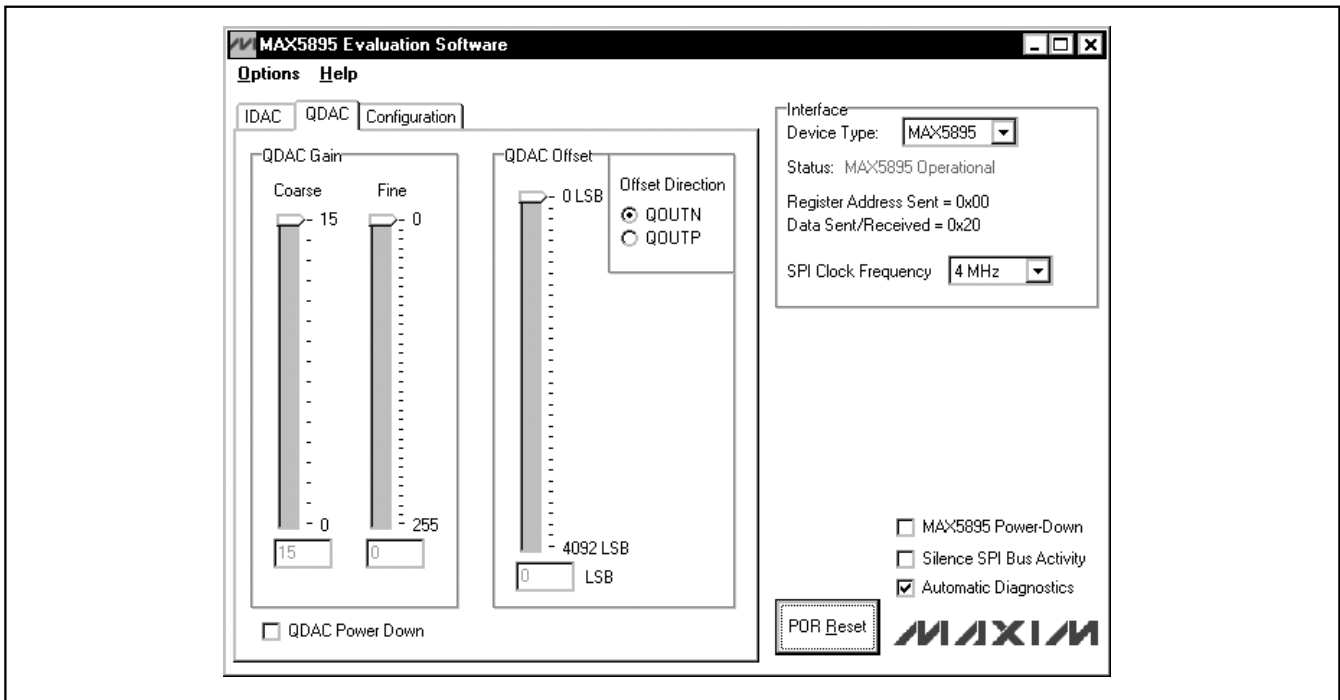 MAX5895 Evaluation Software
Options Help
IDAC QDAC Configuration
QDAC Gain
Coarse Fine
15 0
0 255
15 0
QDAC Offset
0 LSB
Offset Direction
QOUTN
QOUTP
4092 LSB
0 LSB
QDAC Power Down
Interface
Device Type: MAX5895
Status: MAX5895 Operational
Register Address Sent = 0x00
Data Sent/Received = 0x20
SPI Clock Frequency 4 MHz
MAX5895 Power-Down
Silence SPI Bus Activity
Automatic Diagnostics
POR Reset
MAXIM